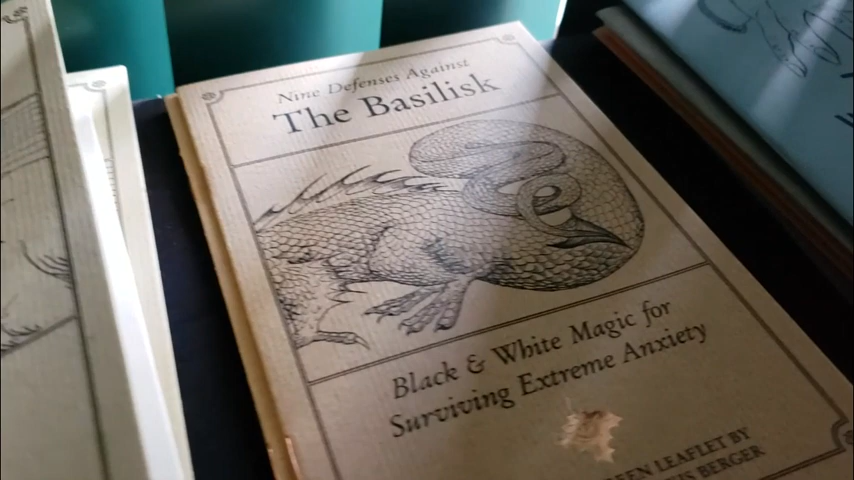 Nine Defenses Against
The Basilisk
Black & White Magic for
Surviving Extreme Anxiety
LEAFLET BY
BERGER